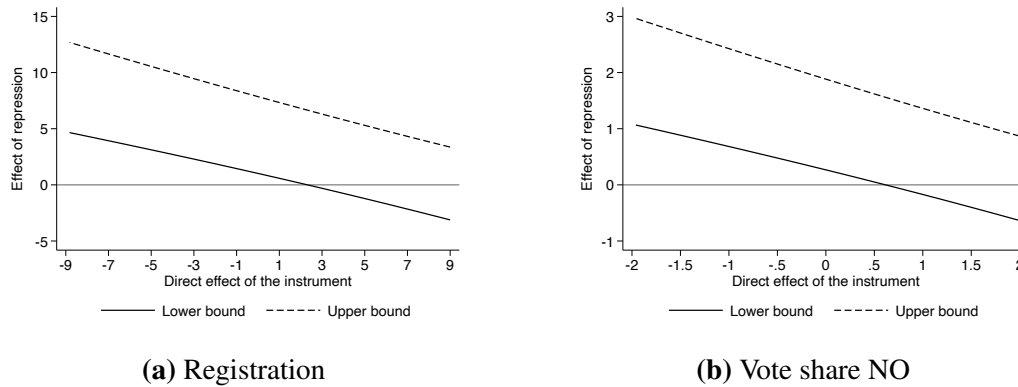 15
10
5
0
-5
Effect of repression
-9 -7 -5 -3 -1 1 3 5 7 9
Direct effect of the instrument
Lower bound Upper bound
(a) Registration
3
2
1
0
-1
Effect of repression
-2 -1.5 -1 -.5 0 .5 1 1.5 2
Direct effect of the instrument
Lower bound Upper bound
(b) Vote share NO